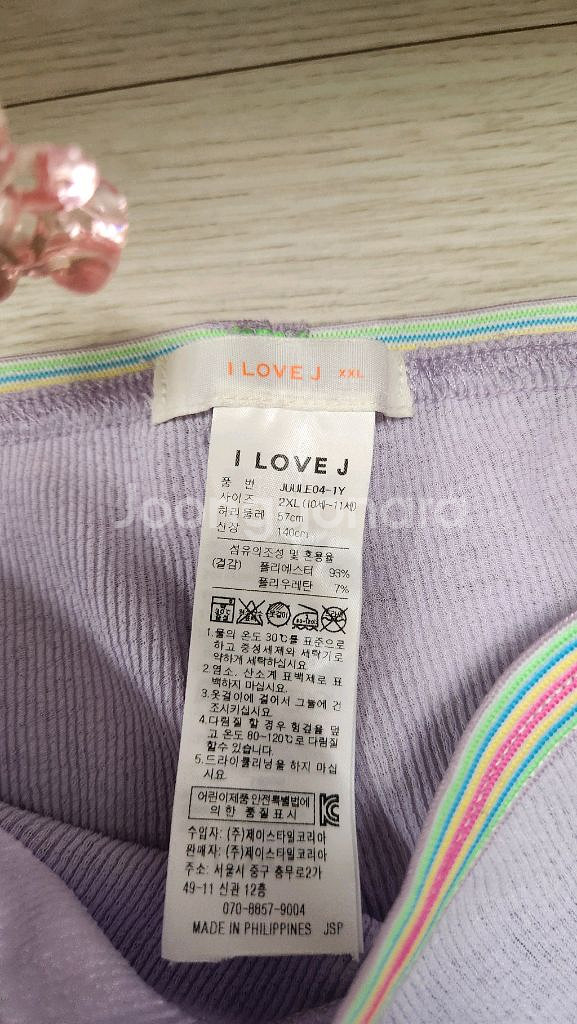 I LOVE J XXL
I LOVE J
품 번 JUULE04-1Y
사이즈 2XL (10세~11세)
허리둘레 57cm
신장 140cm
섬유의조성 및 혼용율
(겉감) 폴리에스터 93%
폴리우레탄 7%
1.물의 온도 30℃를 표준으로
하고 중성세제와 세탁기로
약하게 세탁하십시요.
2.염소, 산소계 표백제로 표
백하지 마십시요.
3.옷걸이에 걸어서 그늘에 건
조시키십시요.
4.다림질 할 경우 헝겊을 덮
고 온도 80~120℃로 다림질
할수 있습니다.
5.드라이클리닝을 하지 마십
시요.
어린이제품 안전특별법에
의 한 품 질 표 시
수입자: (주)제이스타일코리아
판매자: (주)제이스타일코리아
주소: 서울시 중구 충무로2가
49-11 신관 12층
070-8857-9004
MADE IN PHILIPPINES JSP
Joonggonara